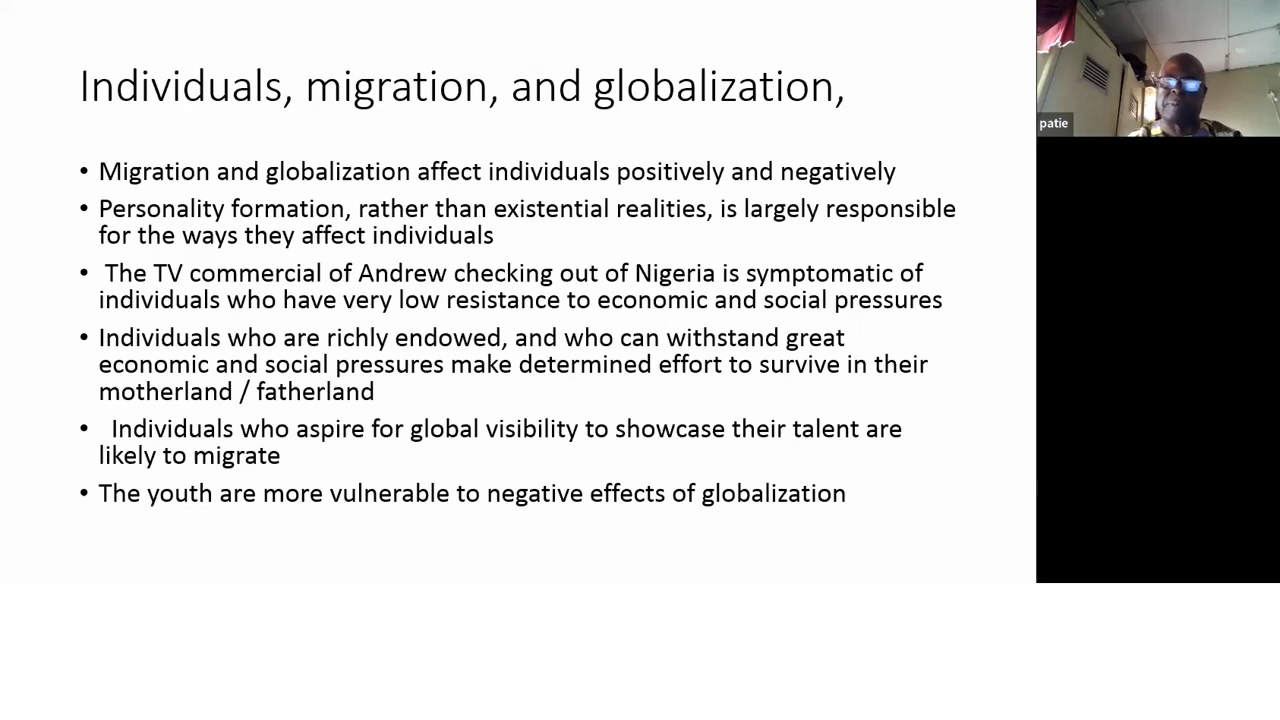 Individuals, migration, and globalization,
• Migration and globalization affect individuals positively and negatively
• Personality formation, rather than existential realities, is largely responsible
for the ways they affect individuals
• The TV commercial of Andrew checking out of Nigeria is symptomatic of
individuals who have very low resistance to economic and social pressures
• Individuals who are richly endowed, and who can withstand great
economic and social pressures make determined effort to survive in their
motherland / fatherland
• Individuals who aspire for global visibility to showcase their talent are
likely to migrate
• The youth are more vulnerable to negative effects of globalization
patie